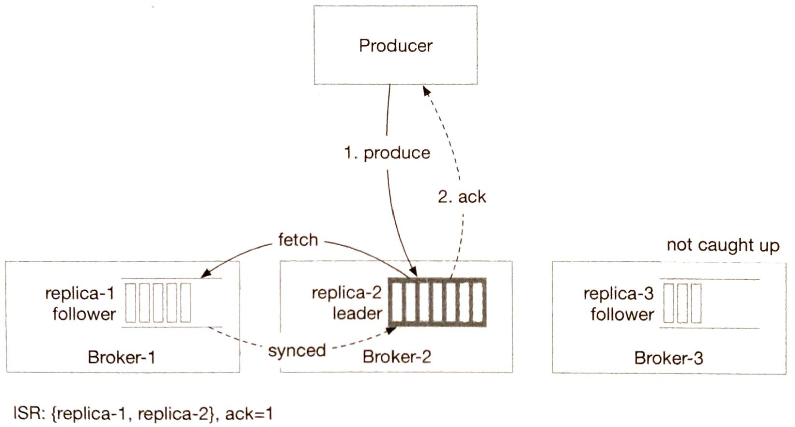 Producer
1. produce
2. ack
fetch
not caught up
replica-1
follower
replica-2
leader
replica-3
follower
synced
Broker-1
Broker-2
Broker-3
ISR: {replica-1, replica-2}, ack=1